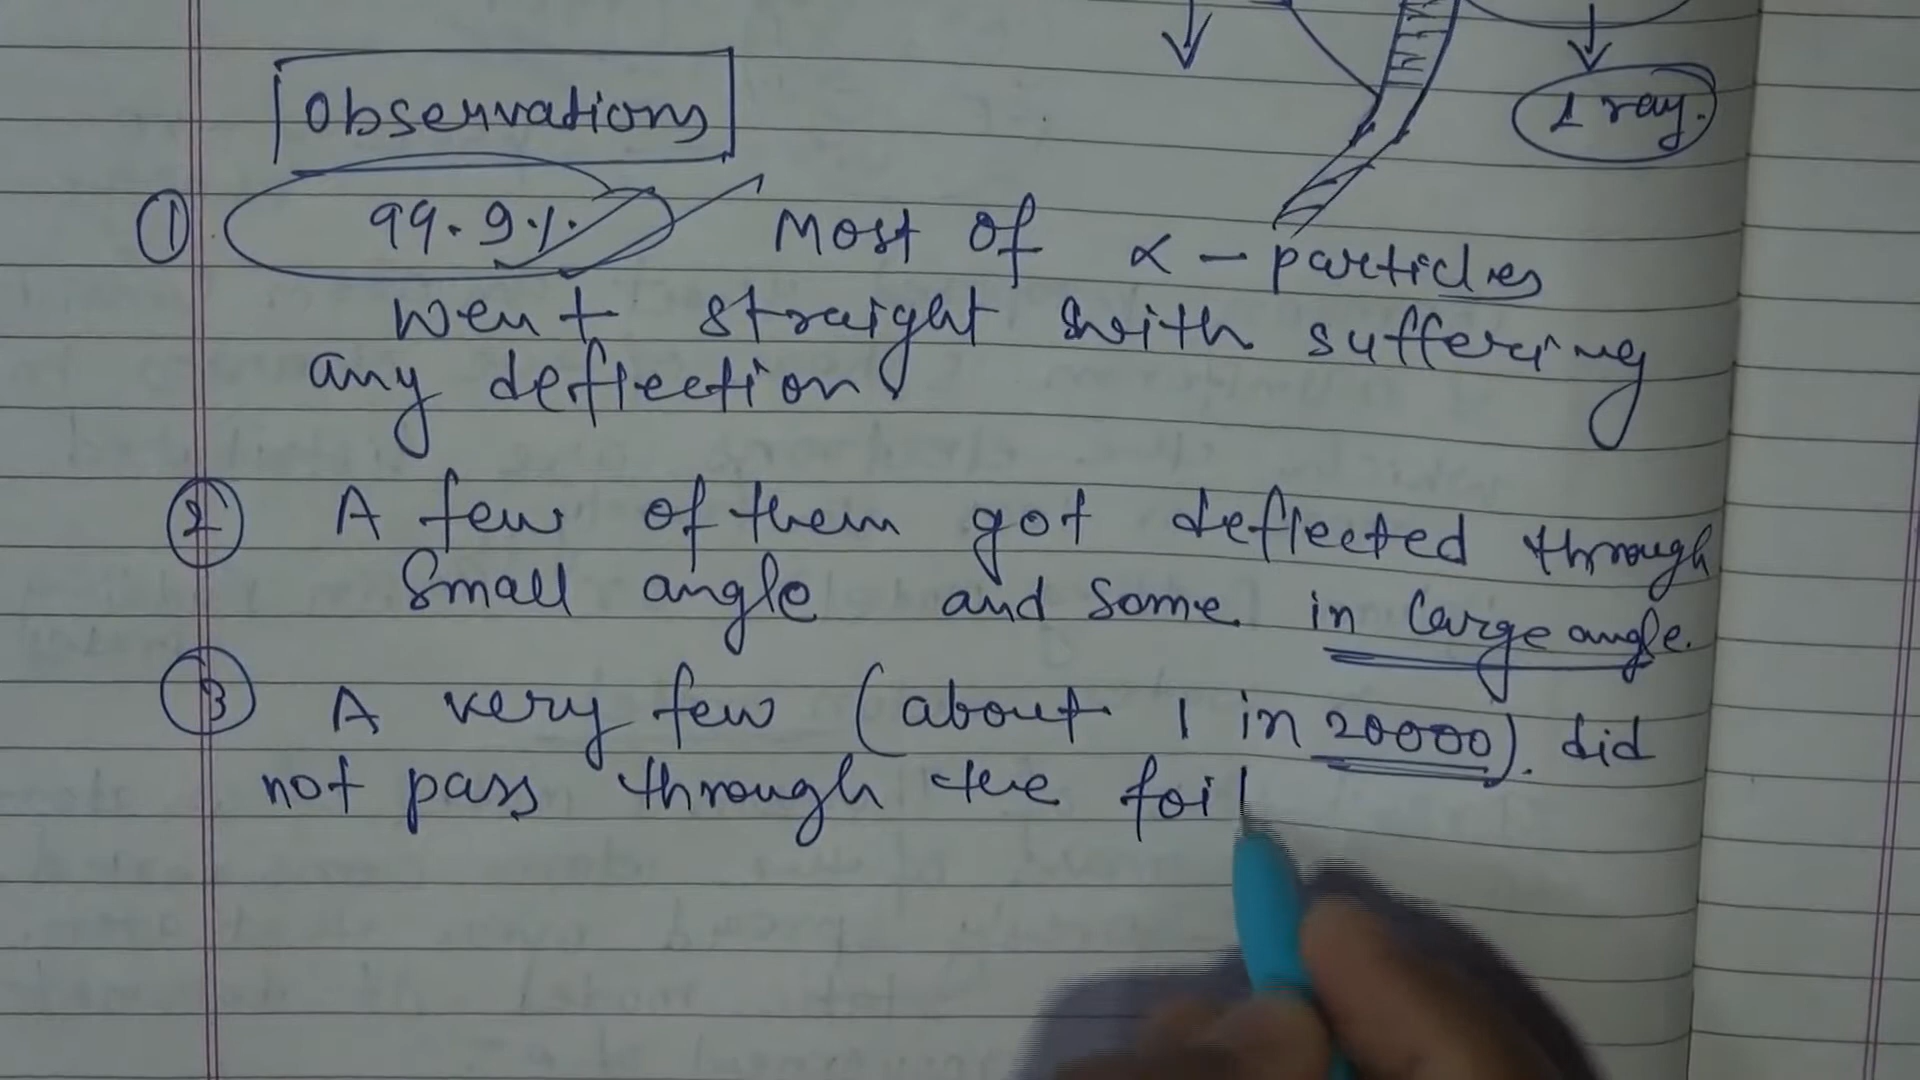 1 ray.
Observations
① 99.9% Most of α - particles
went straight with suffering
any deflection
② A few of them got deflected through
small angle and some in large angle.
③ A very few (about 1 in 20000). did
not pass through the foil